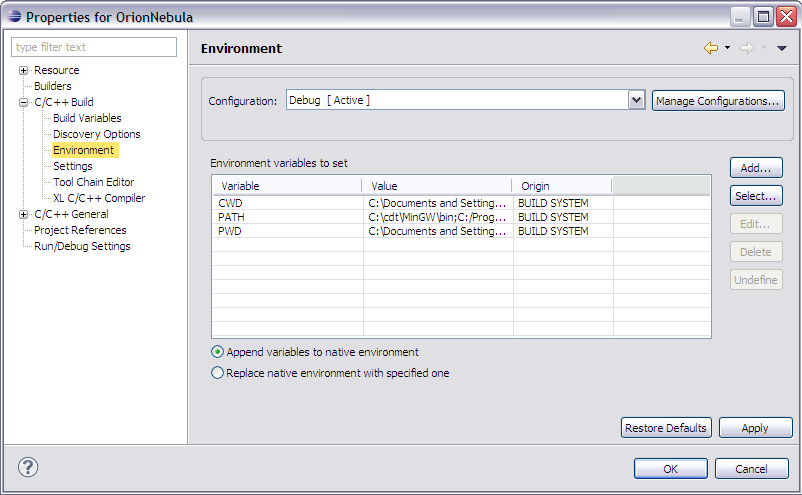 Properties for OrionNebula
type filter text
Resource
Builders
C/C++ Build
Build Variables
Discovery Options
Environment
Settings
Tool Chain Editor
XL C/C++ Compiler
C/C++ General
Project References
Run/Debug Settings
Environment
Configuration: Debug [ Active ] Manage Configurations...
Environment variables to set
Variable Value Origin
CWD C:\Documents and Setting... BUILD SYSTEM
PATH C:\cdt\MinGW\bin;C:/Prog... BUILD SYSTEM
PWD C:\Documents and Setting... BUILD SYSTEM
Add...
Select...
Edit...
Delete
Undefine
Append variables to native environment
Replace native environment with specified one
Restore Defaults Apply
? OK Cancel